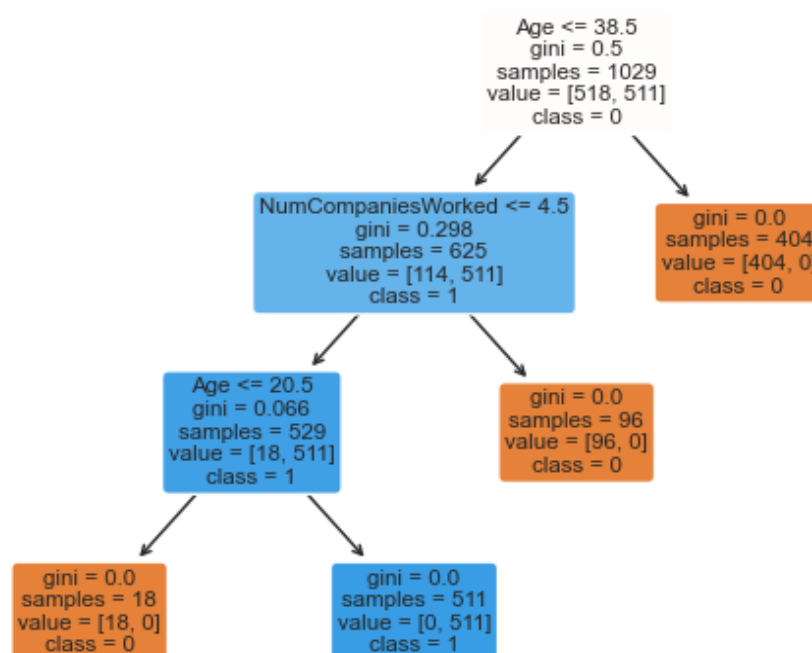 Age <= 38.5
gini = 0.5
samples = 1029
value = [518, 511]
class = 0
NumCompaniesWorked <= 4.5
gini = 0.298
samples = 625
value = [114, 511]
class = 1
gini = 0.0
samples = 404
value = [404, 0]
class = 0
Age <= 20.5
gini = 0.066
samples = 529
value = [18, 511]
class = 1
gini = 0.0
samples = 96
value = [96, 0]
class = 0
gini = 0.0
samples = 18
value = [18, 0]
class = 0
gini = 0.0
samples = 511
value = [0, 511]
class = 1